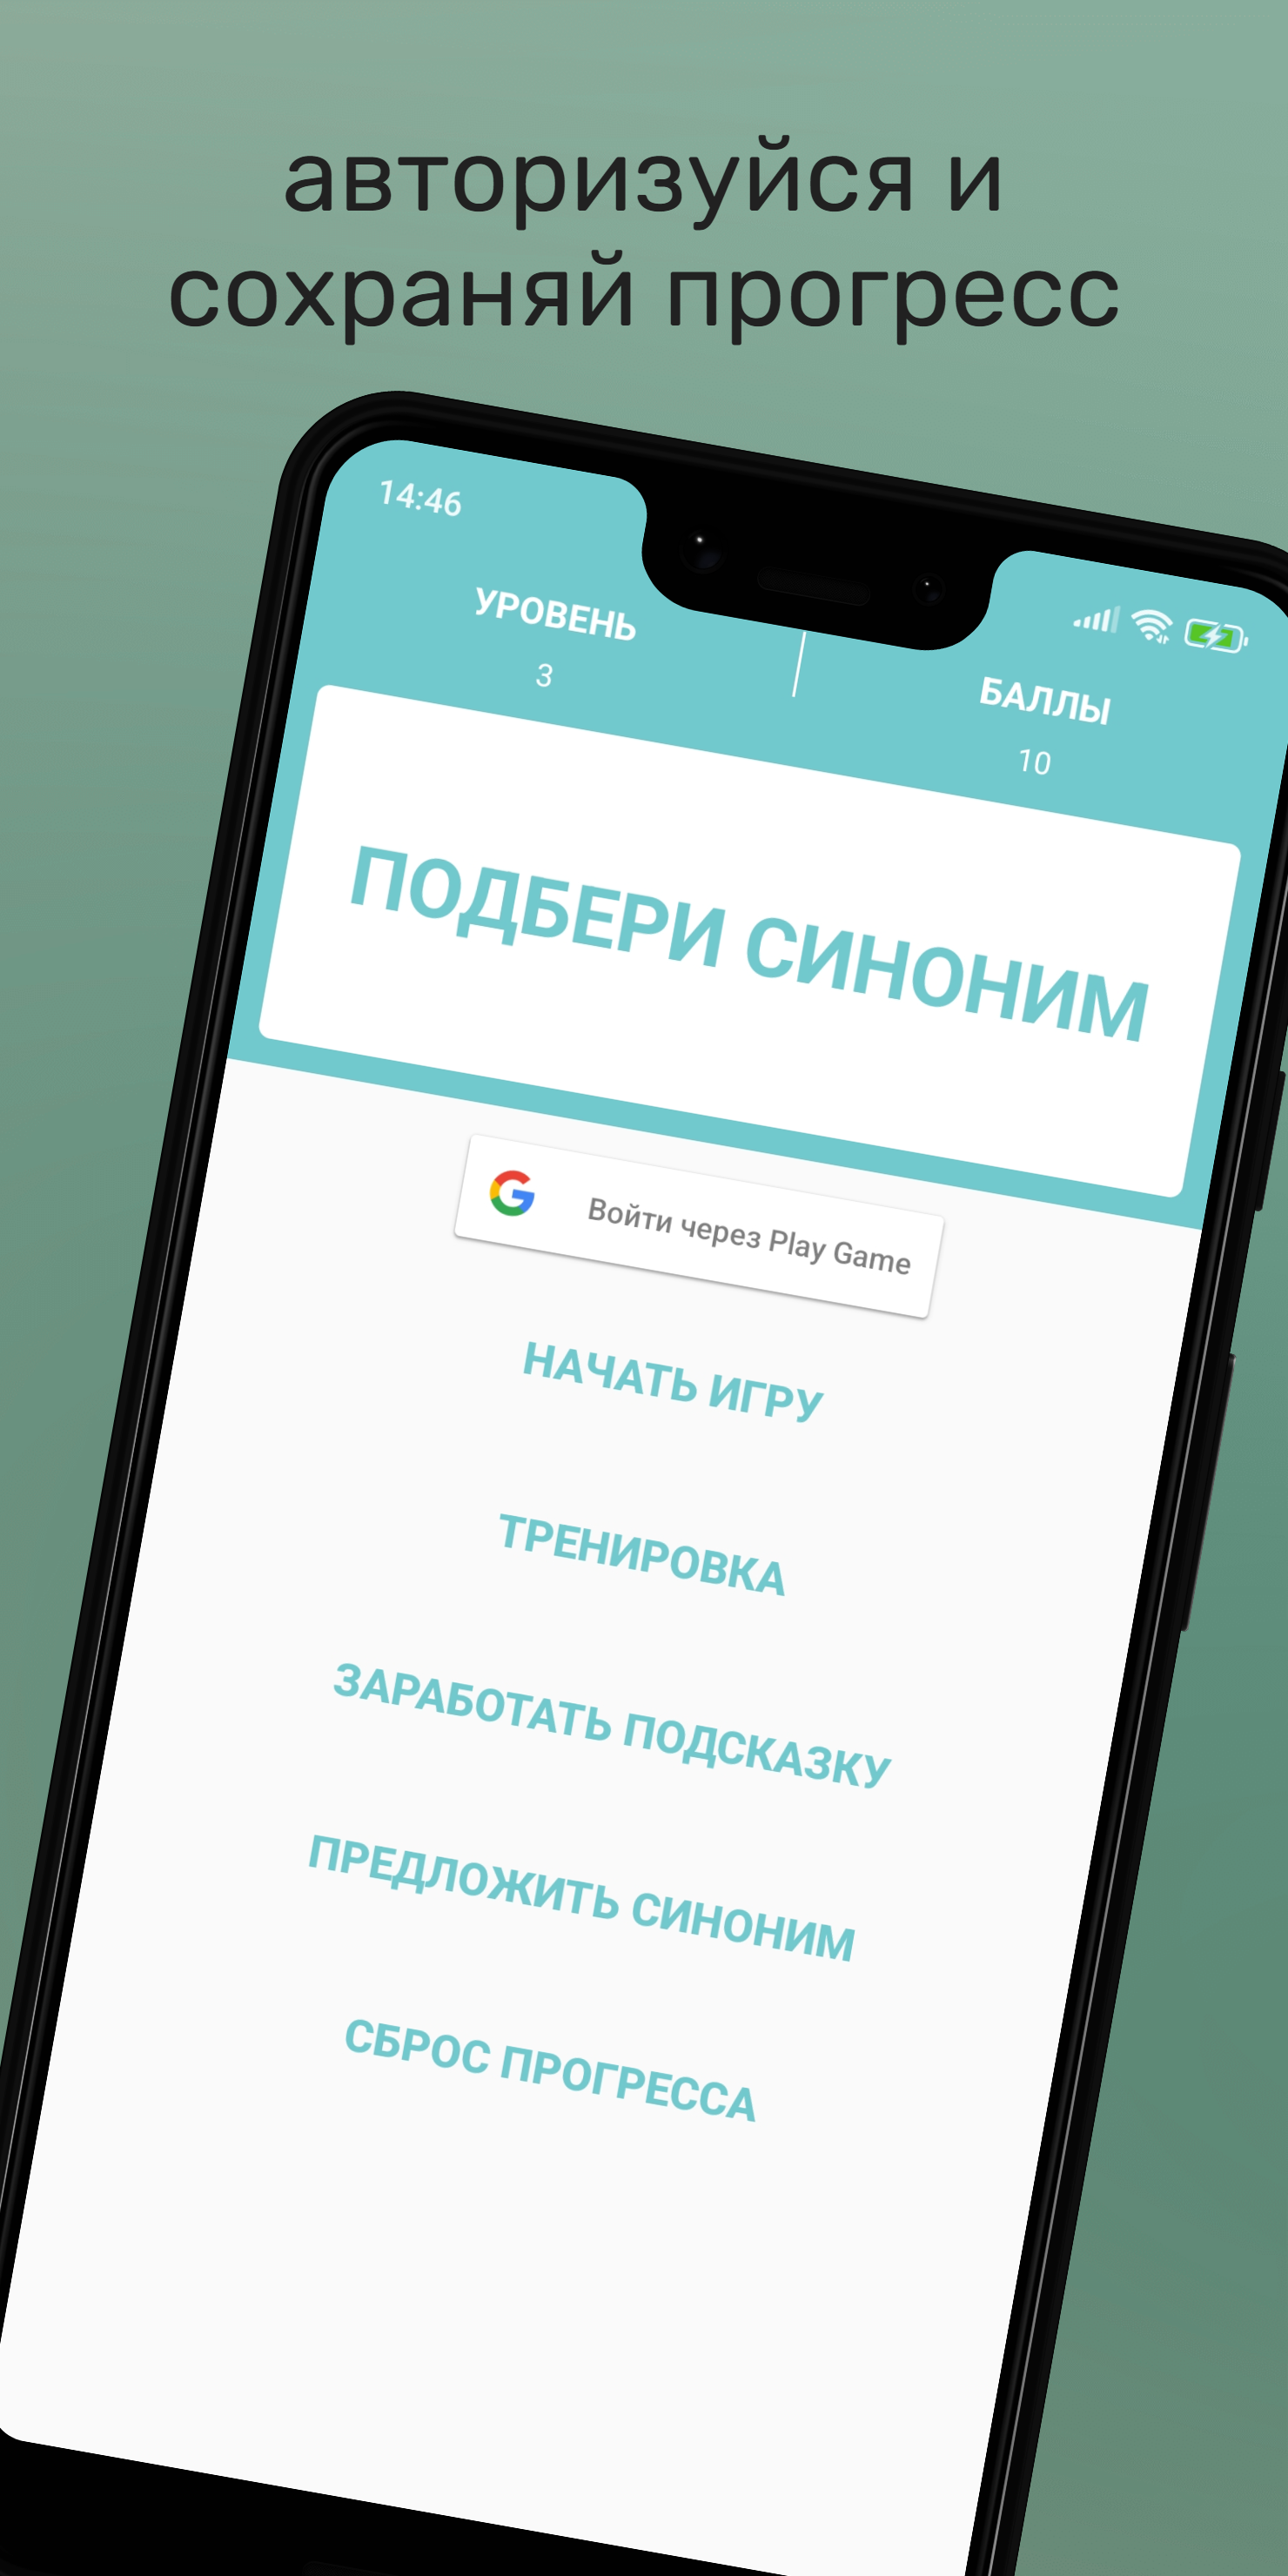 авторизуйся и
сохраняй прогресс
14:46
УРОВЕНЬ
3
БАЛЛЫ
10
ПОДБЕРИ СИНОНИМ
Войти через Play Game
НАЧАТЬ ИГРУ
ТРЕНИРОВКА
ЗАРАБОТАТЬ ПОДСКАЗКУ
ПРЕДЛОЖИТЬ СИНОНИМ
СБРОС ПРОГРЕССА